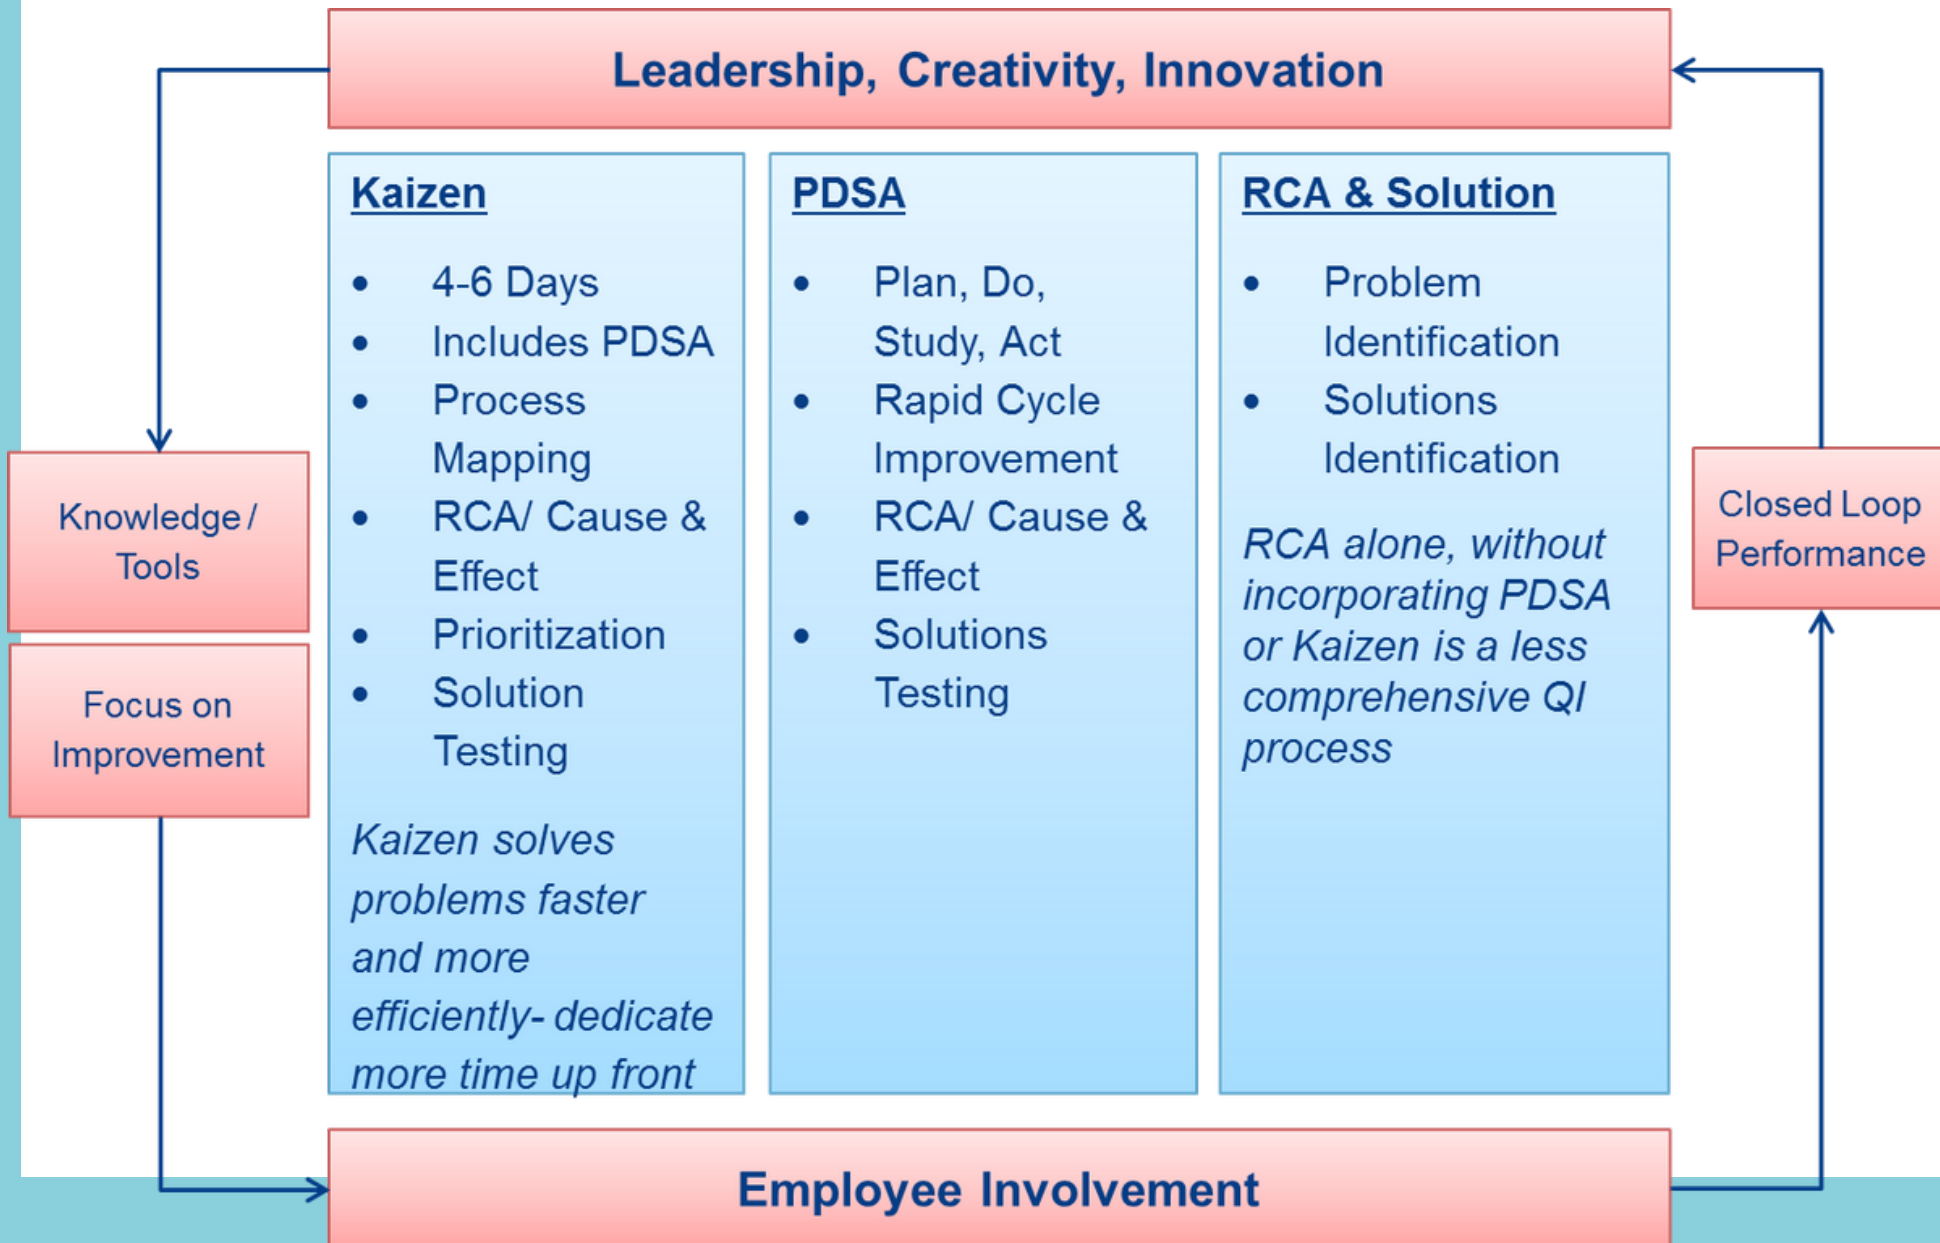 Leadership, Creativity, Innovation
Knowledge /
Tools
Focus on
Improvement
Kaizen
• 4-6 Days
• Includes PDSA
• Process
Mapping
• RCA/ Cause &
Effect
• Prioritization
• Solution
Testing
Kaizen solves
problems faster
and more
efficiently- dedicate
more time up front
PDSA
• Plan, Do,
Study, Act
• Rapid Cycle
Improvement
• RCA/ Cause &
Effect
• Solutions
Testing
RCA & Solution
• Problem
Identification
• Solutions
Identification
RCA alone, without
incorporating PDSA
or Kaizen is a less
comprehensive QI
process
Closed Loop
Performance
Employee Involvement